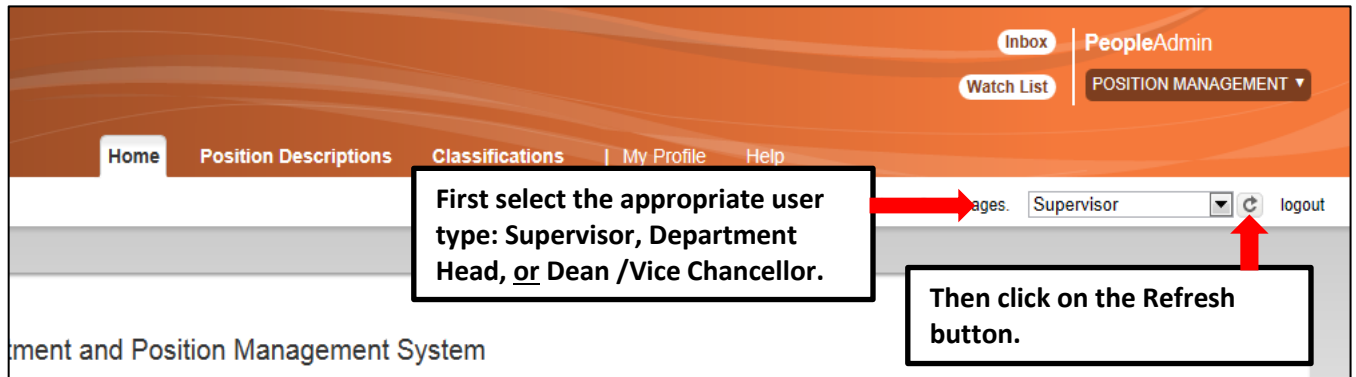 Inbox PeopleAdmin
Watch List POSITION MANAGEMENT
Home Position Descriptions Classifications | My Profile Help
First select the appropriate user
type: Supervisor, Department
Head, or Dean /Vice Chancellor.
ages. Supervisor logout
Then click on the Refresh
button.
tment and Position Management System